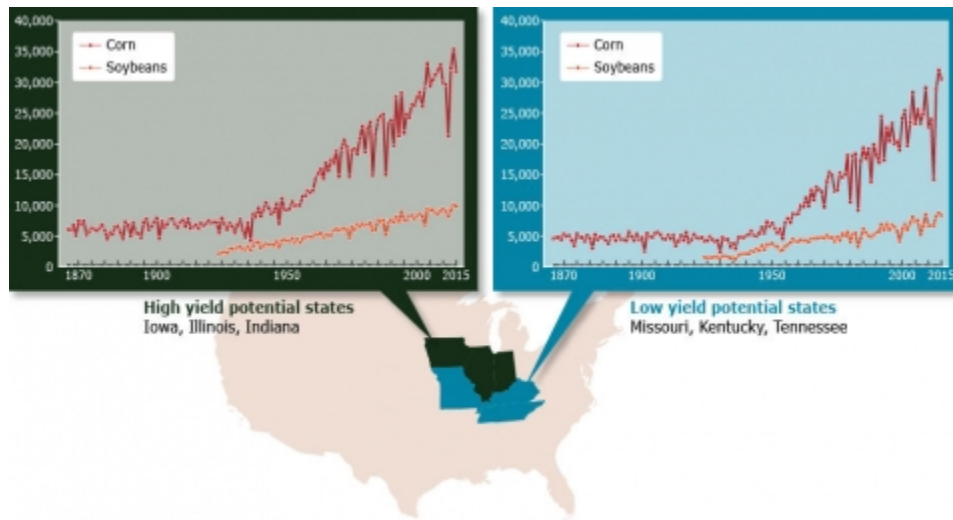 40,000
35,000
30,000
25,000
20,000
15,000
10,000
5,000
0
Corn
Soybeans
1870 1900 1950 2000 2015
40,000
35,000
30,000
25,000
20,000
15,000
10,000
5,000
0
Corn
Soybeans
1870 1900 1950 2000 2015
High yield potential states
Iowa, Illinois, Indiana
Low yield potential states
Missouri, Kentucky, Tennessee